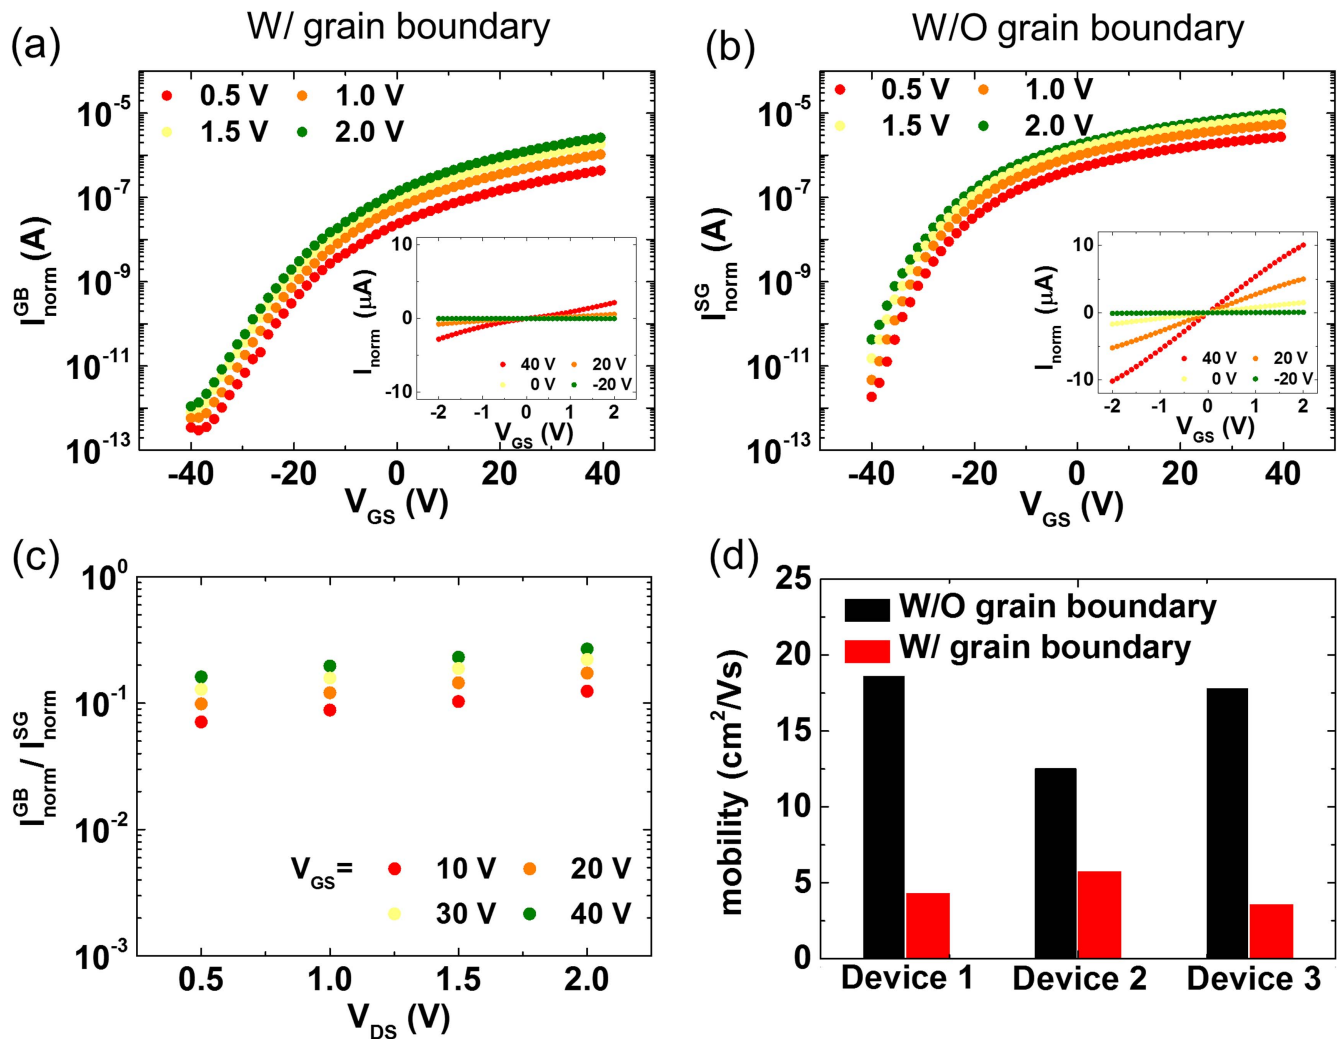 (a) W/ grain boundary
0.5 V 1.0 V
1.5 V 2.0 V
I^GB_norm (A)
10^-5
10^-7
10^-9
10^-11
10^-13
-40 -20 0 20 40
V_GS (V)
I_norm (μA)
10
0
-10
40 V 20 V
0 V -20 V
-2 -1 0 1 2
V_GS (V)
(b) W/O grain boundary
0.5 V 1.0 V
1.5 V 2.0 V
I^SG_norm (A)
10^-5
10^-7
10^-9
10^-11
10^-13
-40 -20 0 20 40
V_GS (V)
I_norm (μA)
10
5
0
-5
-10
40 V 20 V
0 V -20 V
-2 -1 0 1 2
V_GS (V)
(c)
I^GB_norm / I^SG_norm
10^0
10^-1
10^-2
10^-3
V_GS= 10 V 20 V
30 V 40 V
0.5 1.0 1.5 2.0
V_DS (V)
(d)
mobility (cm^2/Vs)
25
20
15
10
5
0
W/O grain boundary
W/ grain boundary
Device 1 Device 2 Device 3